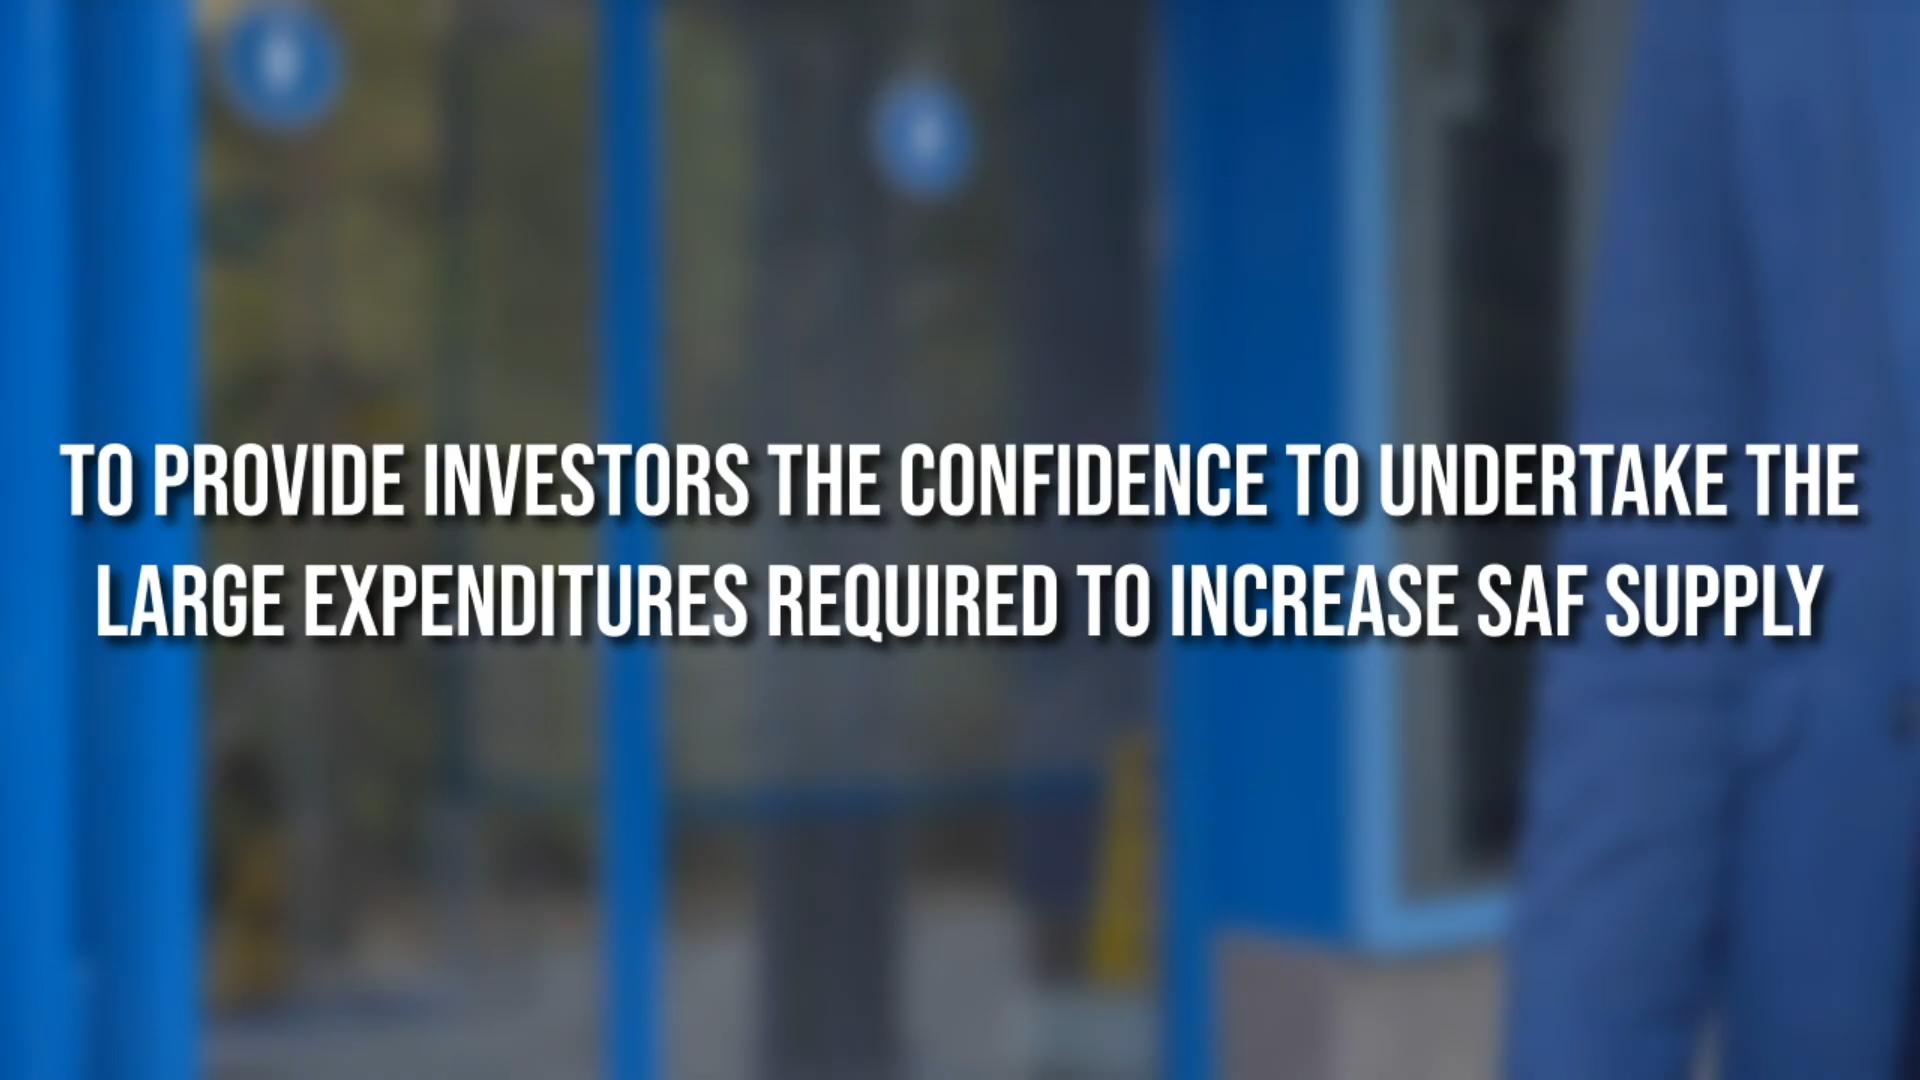 TO PROVIDE INVESTORS THE CONFIDENCE TO UNDERTAKE THE
LARGE EXPENDITURES REQUIRED TO INCREASE SAF SUPPLY